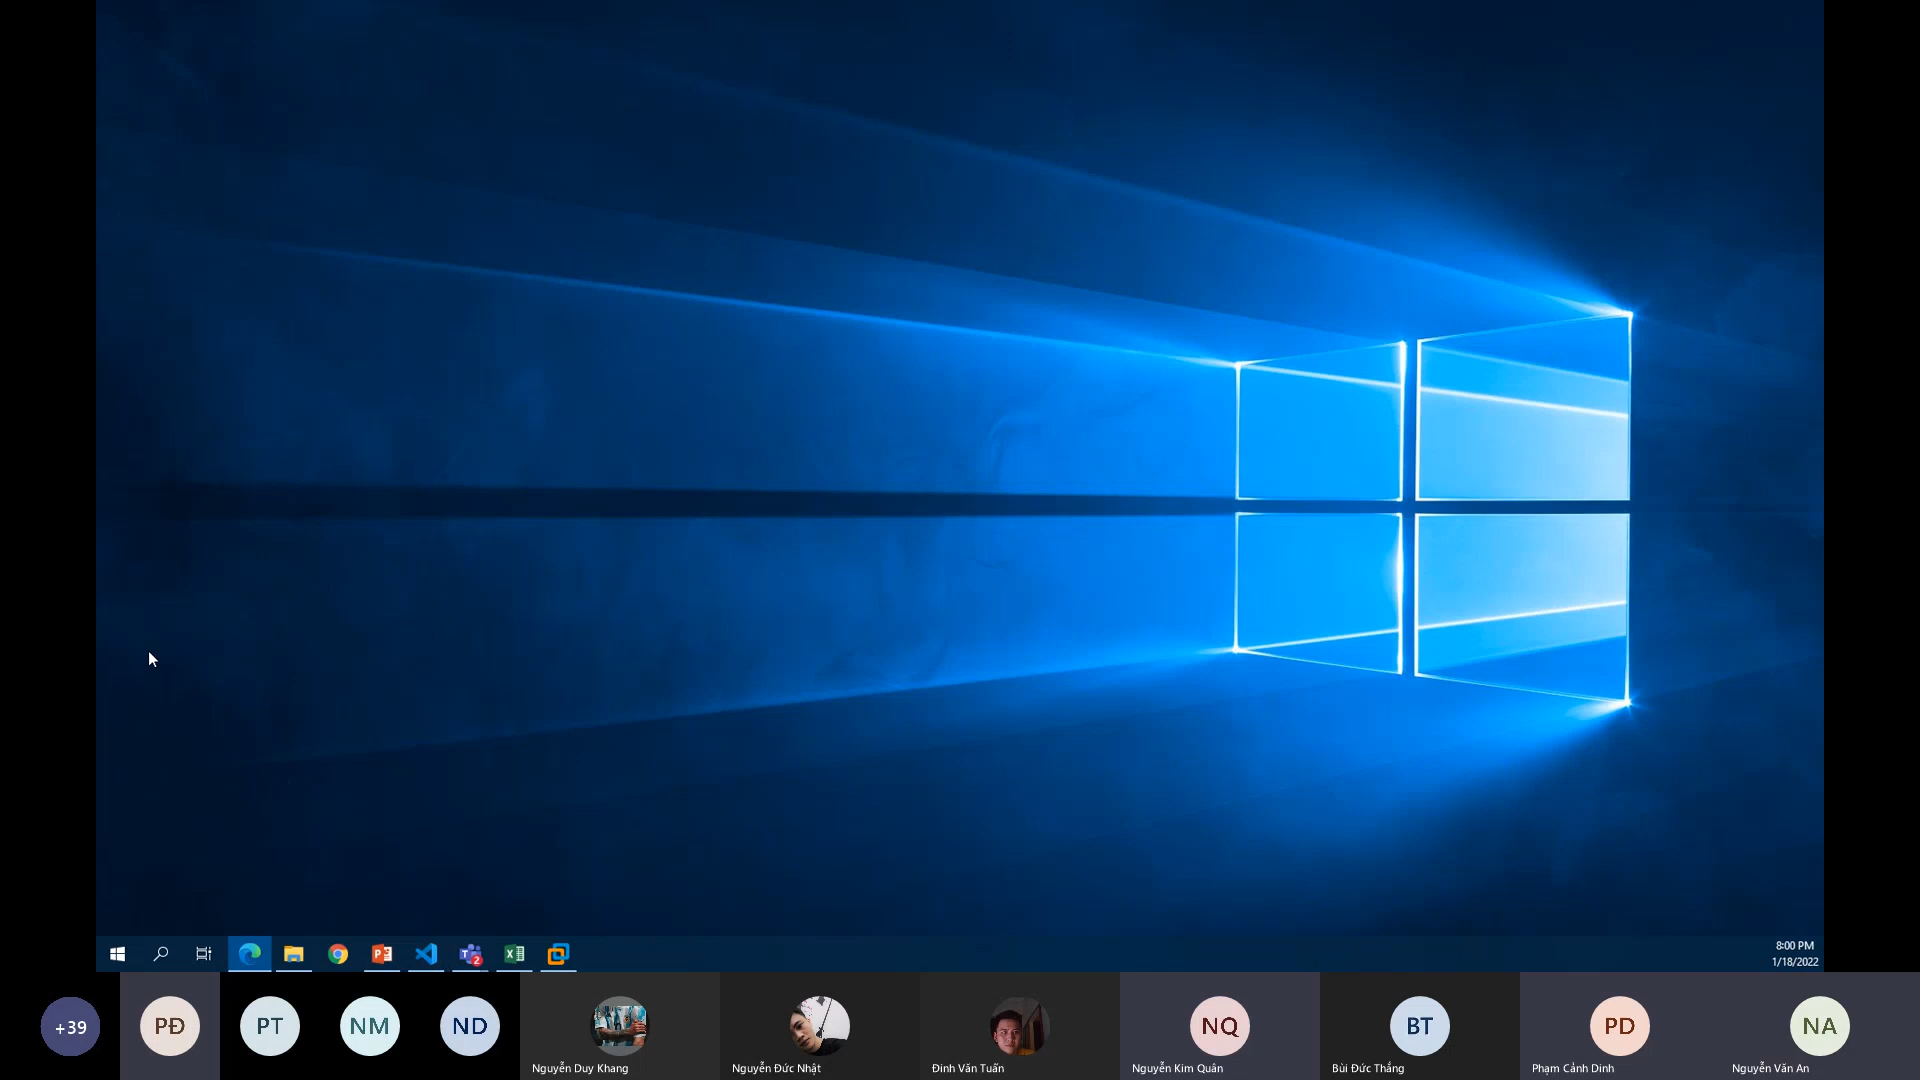 8:00 PM
1/18/2022
2
+39
PĐ
PT
NM
ND
NQ
BT
PD
NA
Nguyễn Duy Khang
Nguyễn Đức Nhật
Đinh Văn Tuấn
Nguyễn Kim Quân
Bùi Đức Thắng
Phạm Cảnh Dinh
Nguyễn Văn An